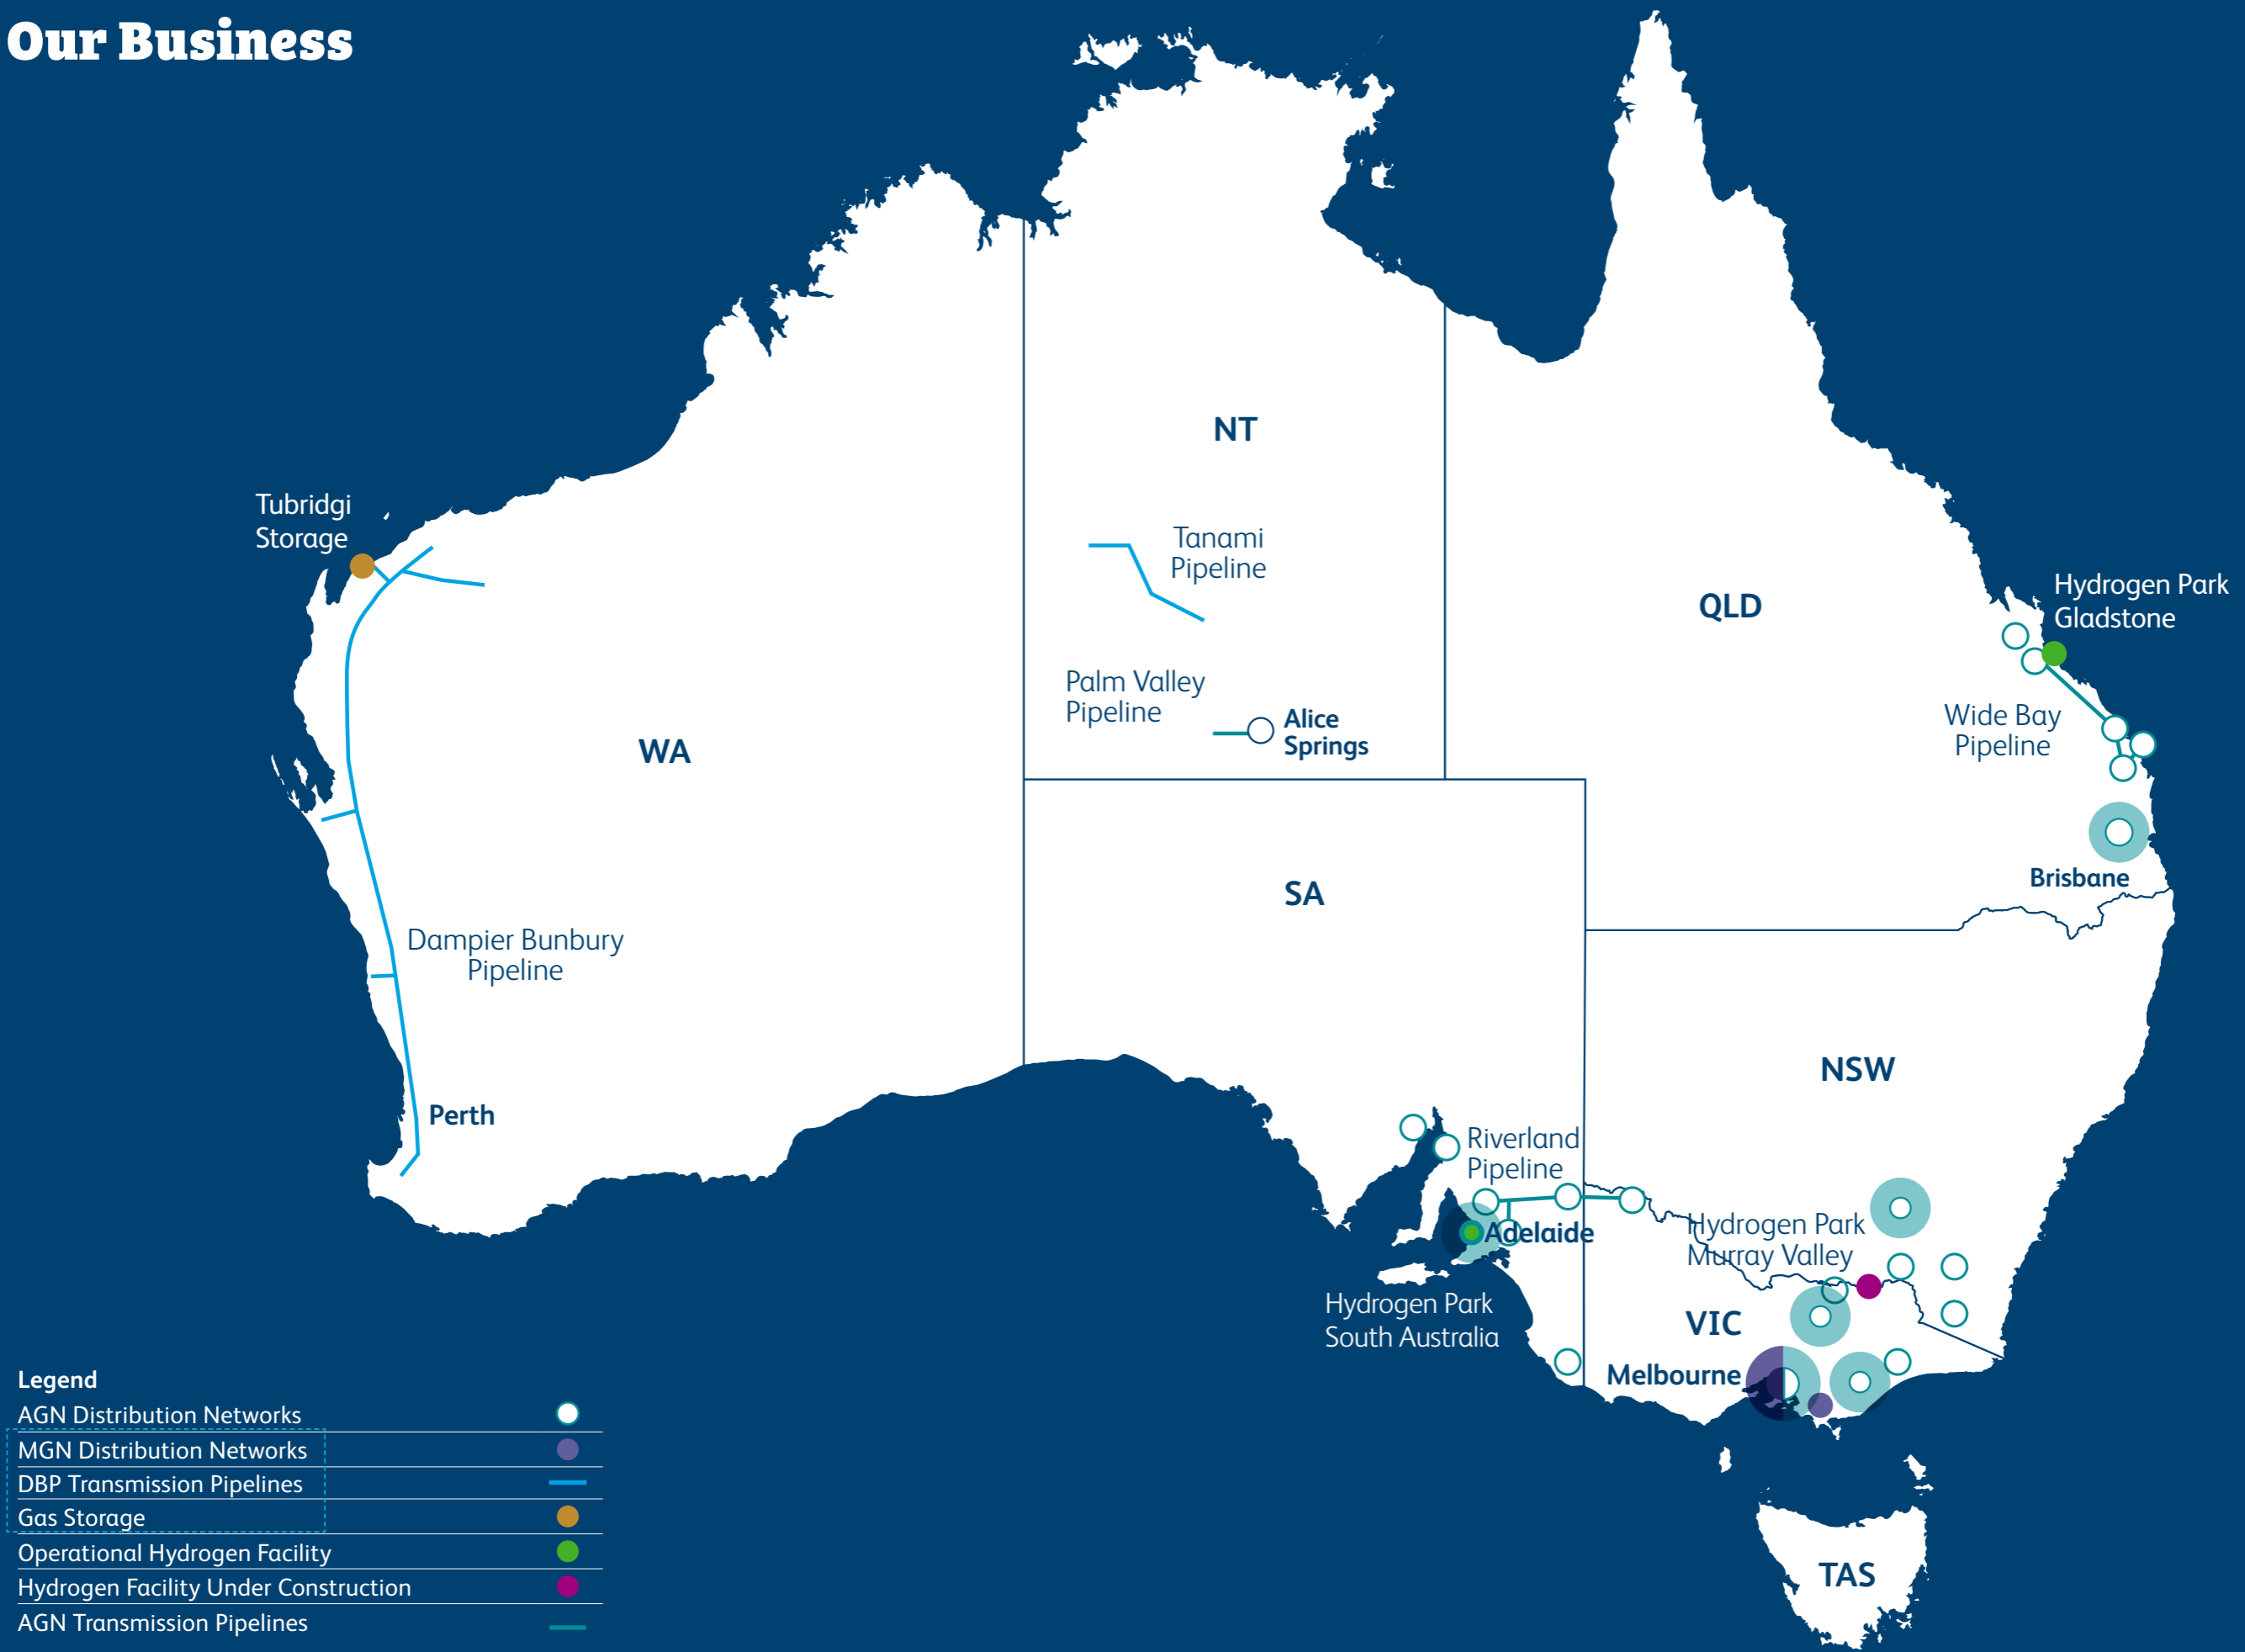 Our Business
NT
Tubridgi
Storage
Tanami
Pipeline
Hydrogen Park
Gladstone
QLD
Palm Valley
Pipeline
Alice
Springs
Wide Bay
Pipeline
WA
Brisbane
SA
Dampier Bunbury
Pipeline
NSW
Perth
Riverland
Pipeline
Adelaide
Hydrogen Park
Murray Valley
Hydrogen Park
South Australia
VIC
Melbourne
TAS
Legend
AGN Distribution Networks
MGN Distribution Networks
DBP Transmission Pipelines
Gas Storage
Operational Hydrogen Facility
Hydrogen Facility Under Construction
AGN Transmission Pipelines